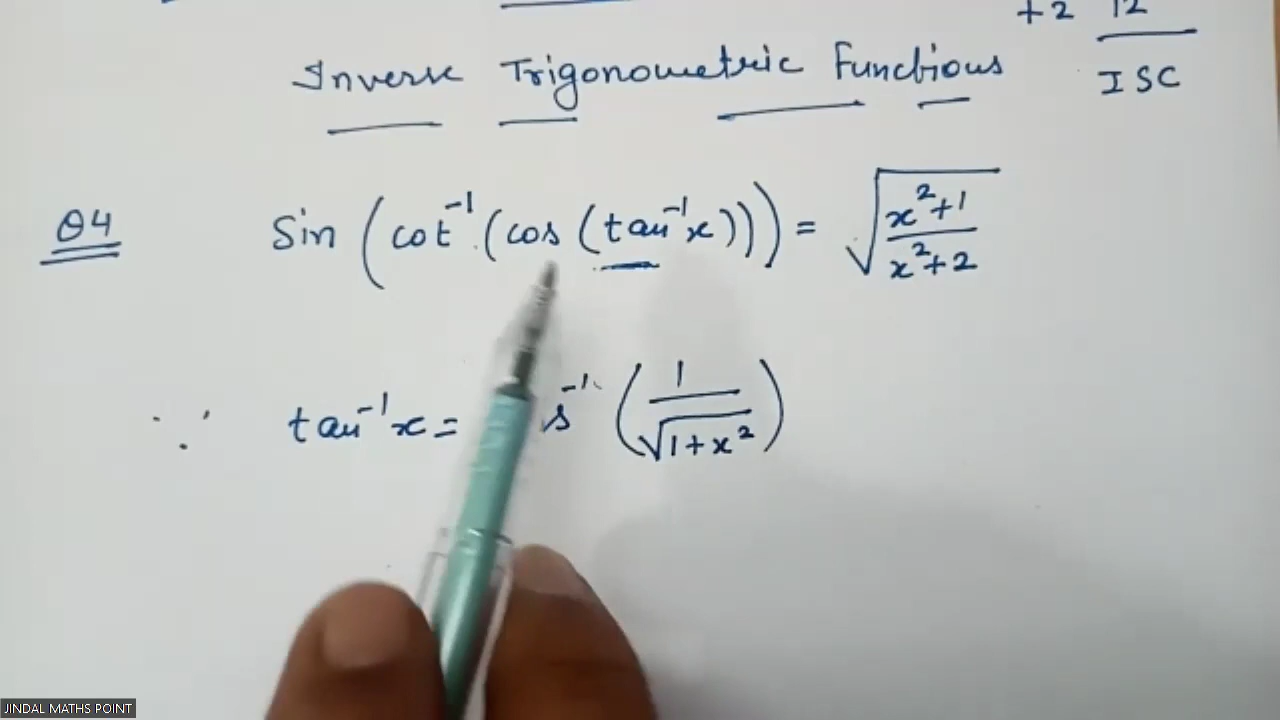 +2 12
ISC
Inverse Trigonometric Functions
Q4 Sin (cot⁻¹ (cos (tan⁻¹x))) = √((x²+1)/(x²+2))
∵ tan⁻¹x = s⁻¹ (1/√(1+x²))
JINDAL MATHS POINT